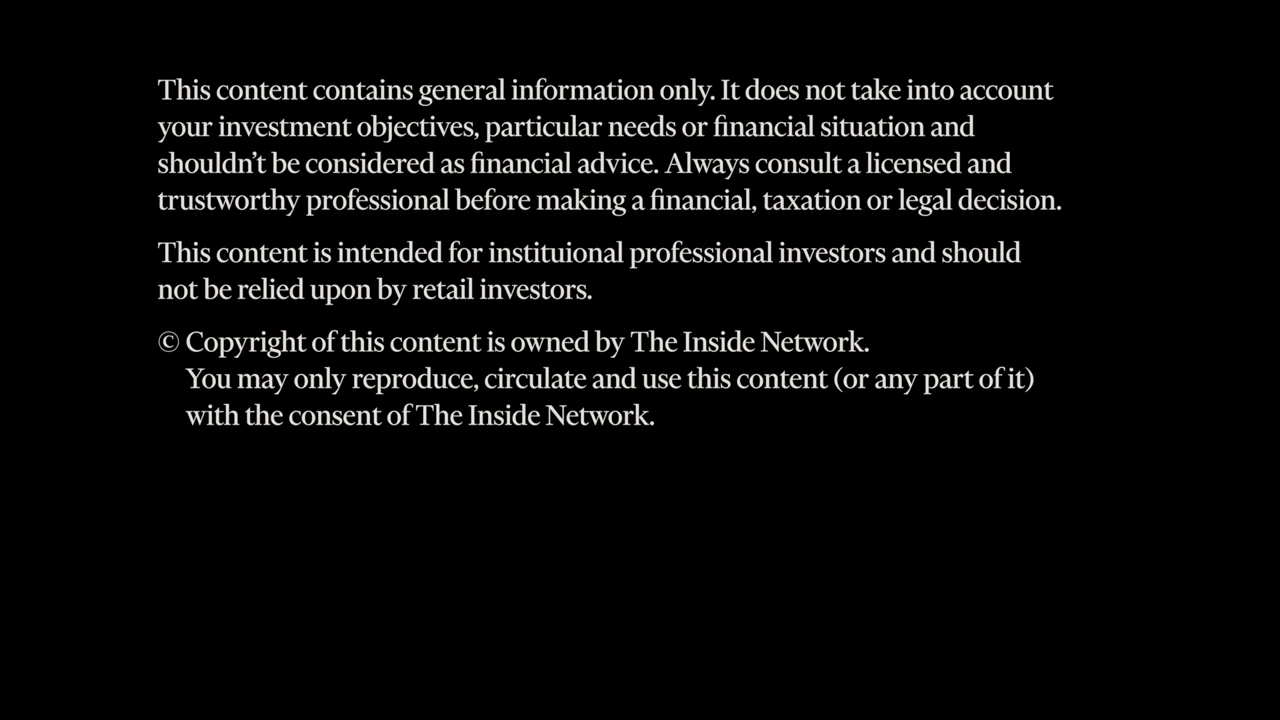 This content contains general information only. It does not take into account
your investment objectives, particular needs or financial situation and
shouldn’t be considered as financial advice. Always consult a licensed and
trustworthy professional before making a financial, taxation or legal decision.
This content is intended for instituional professional investors and should
not be relied upon by retail investors.
© Copyright of this content is owned by The Inside Network.
You may only reproduce, circulate and use this content (or any part of it)
with the consent of The Inside Network.